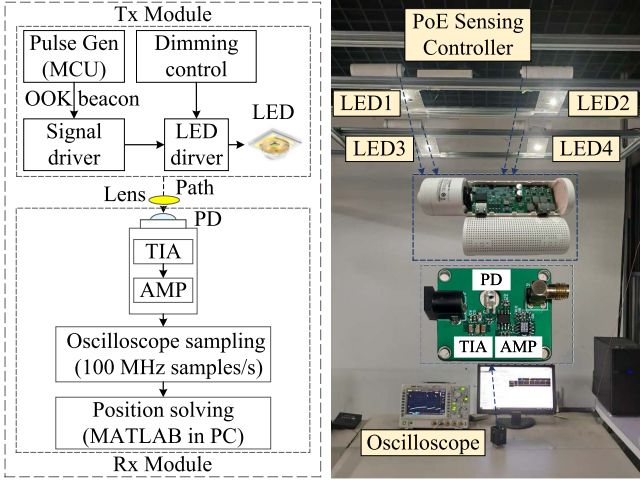 Tx Module
Pulse Gen
(MCU)
Dimming
control
OOK beacon
LED
Signal
driver
LED
dirver
Lens
Path
PD
TIA
AMP
Oscilloscope sampling
(100 MHz samples/s)
Position solving
(MATLAB in PC)
Rx Module
PoE Sensing
Controller
LED1
LED2
LED3
LED4
PD
TIA
AMP
Oscilloscope